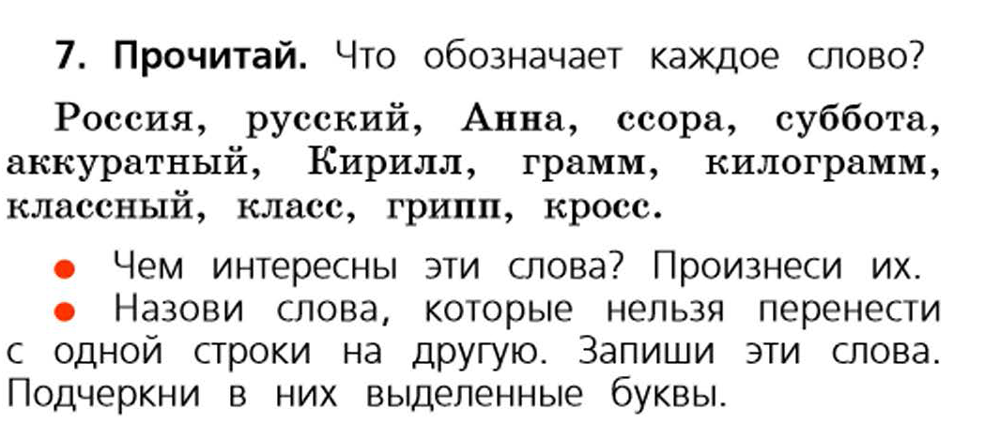 7. Прочитай. Что обозначает каждое слово?
Россия, русский, Анна, ссора, суббота,
аккуратный, Кирилл, грамм, килограмм,
классный, класс, грипп, кросс.
• Чем интересны эти слова? Произнеси их.
• Назови слова, которые нельзя перенести
с одной строки на другую. Запиши эти слова.
Подчеркни в них выделенные буквы.